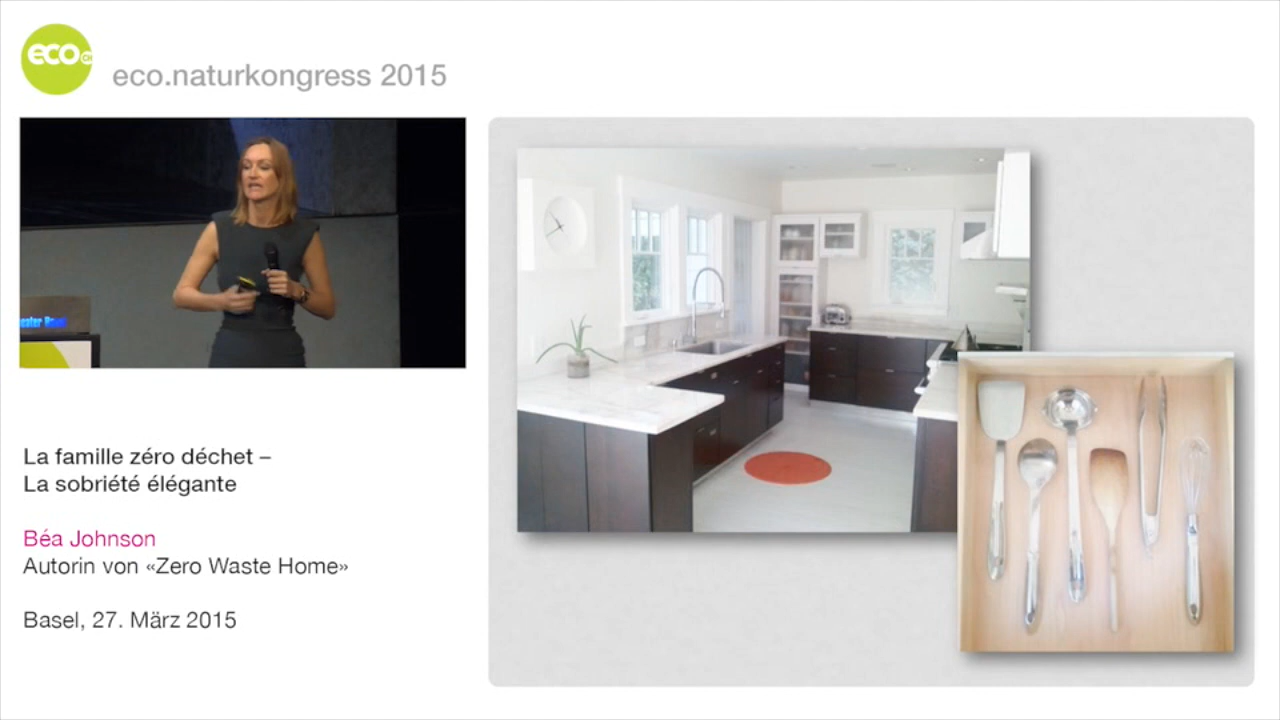 eco.
eco.naturkongress 2015
La famille zéro déchet –
La sobriété élégante
Béa Johnson
Autorin von «Zero Waste Home»
Basel, 27. März 2015